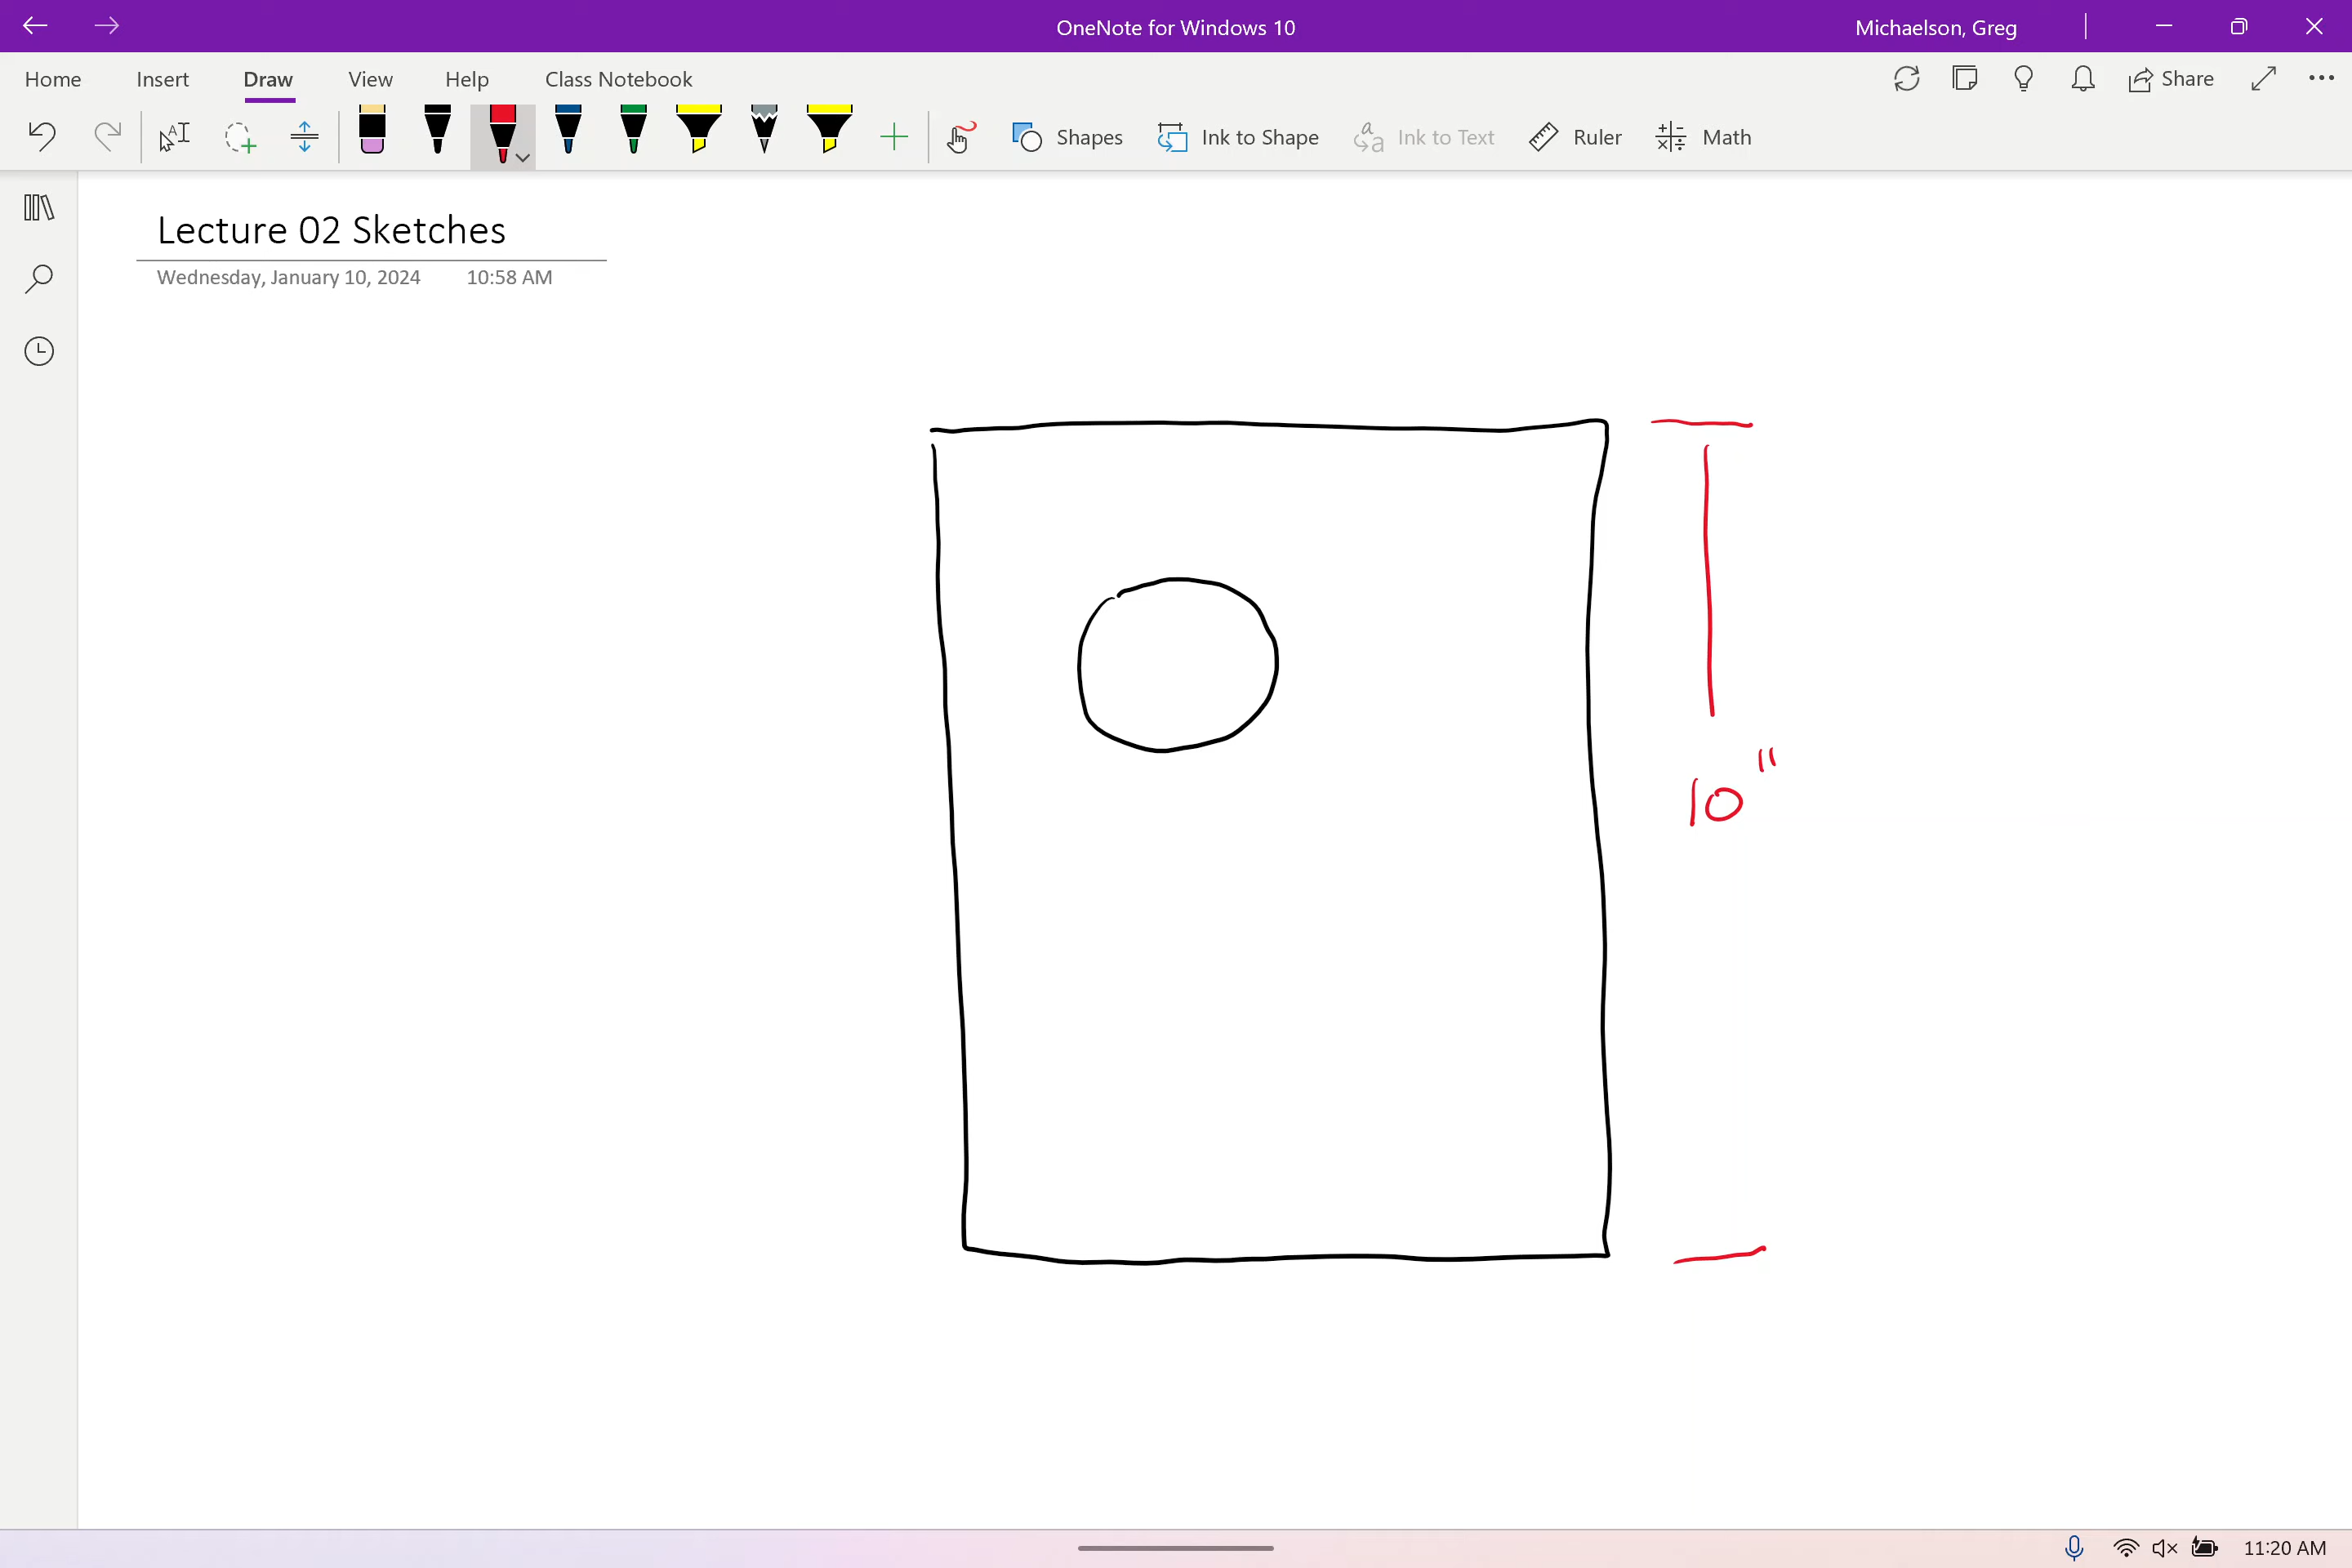 OneNote for Windows 10
Michaelson, Greg
Home Insert Draw View Help Class Notebook
Share
Shapes Ink to Shape Ink to Text Ruler Math
Lecture 02 Sketches
Wednesday, January 10, 2024 10:58 AM
10"
11:20 AM